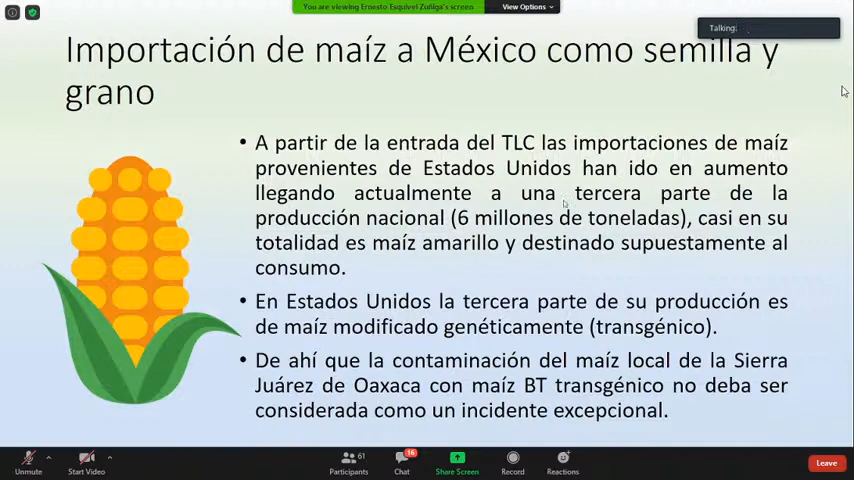 You are viewing Ernesto Esquivel Zuñiga's screen
View Options
Talking:
Importación de maíz a México como semilla y
grano
• A partir de la entrada del TLC las importaciones de maíz
provenientes de Estados Unidos han ido en aumento
llegando actualmente a una tercera parte de la
producción nacional (6 millones de toneladas), casi en su
totalidad es maíz amarillo y destinado supuestamente al
consumo.
• En Estados Unidos la tercera parte de su producción es
de maíz modificado genéticamente (transgénico).
• De ahí que la contaminación del maíz local de la Sierra
Juárez de Oaxaca con maíz BT transgénico no deba ser
considerada como un incidente excepcional.
61
16
Unmute
Start Video
Participants
Chat
Share Screen
Record
Reactions
Leave